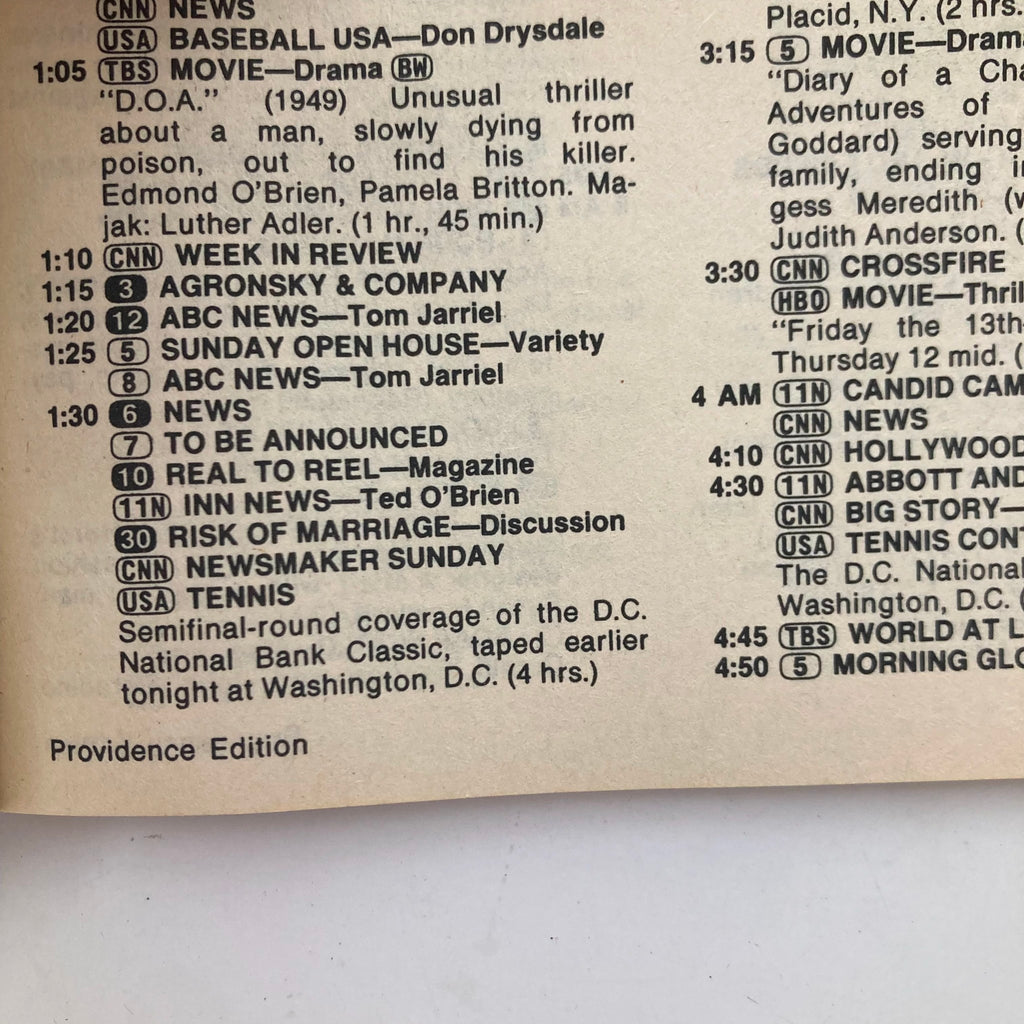 CNN NEWS
USA BASEBALL USA—Don Drysdale
1:05 TBS MOVIE—Drama BW
"D.O.A." (1949) Unusual thriller
about a man, slowly dying from
poison, out to find his killer.
Edmond O'Brien, Pamela Britton. Ma-
jak: Luther Adler. (1 hr., 45 min.)
1:10 CNN WEEK IN REVIEW
1:15 3 AGRONSKY & COMPANY
1:20 12 ABC NEWS—Tom Jarriel
1:25 5 SUNDAY OPEN HOUSE—Variety
8 ABC NEWS—Tom Jarriel
1:30 6 NEWS
7 TO BE ANNOUNCED
10 REAL TO REEL—Magazine
11N INN NEWS—Ted O'Brien
30 RISK OF MARRIAGE—Discussion
CNN NEWSMAKER SUNDAY
USA TENNIS
Semifinal-round coverage of the D.C.
National Bank Classic, taped earlier
tonight at Washington, D.C. (4 hrs.)
Providence Edition
Placid, N.Y. (2 hrs.
3:15 5 MOVIE—Dram
"Diary of a Cha
Adventures of
Goddard) serving
family, ending i
gess Meredith (w
Judith Anderson. (
3:30 CNN CROSSFIRE
HBO MOVIE—Thril
"Friday the 13th
Thursday 12 mid. (
4 AM 11N CANDID CAM
CNN NEWS
4:10 CNN HOLLYWOOD
4:30 11N ABBOTT AND
CNN BIG STORY—
USA TENNIS CON
The D.C. National
Washington, D.C. (
4:45 TBS WORLD AT L
4:50 5 MORNING GLO